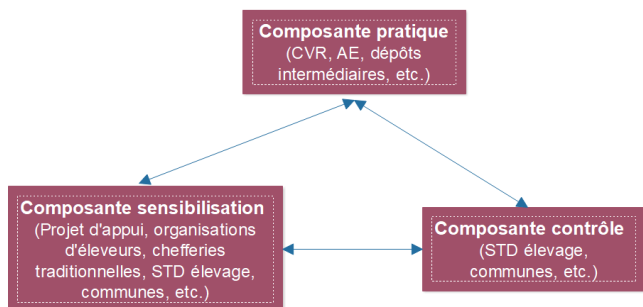 Composante pratique
(CVR, AE, dépôts
intermédiaires, etc.)
Composante sensibilisation
(Projet d'appui, organisations
d'éleveurs, chefferies
traditionnelles, STD élevage,
communes, etc.)
Composante contrôle
(STD élevage,
communes, etc.)